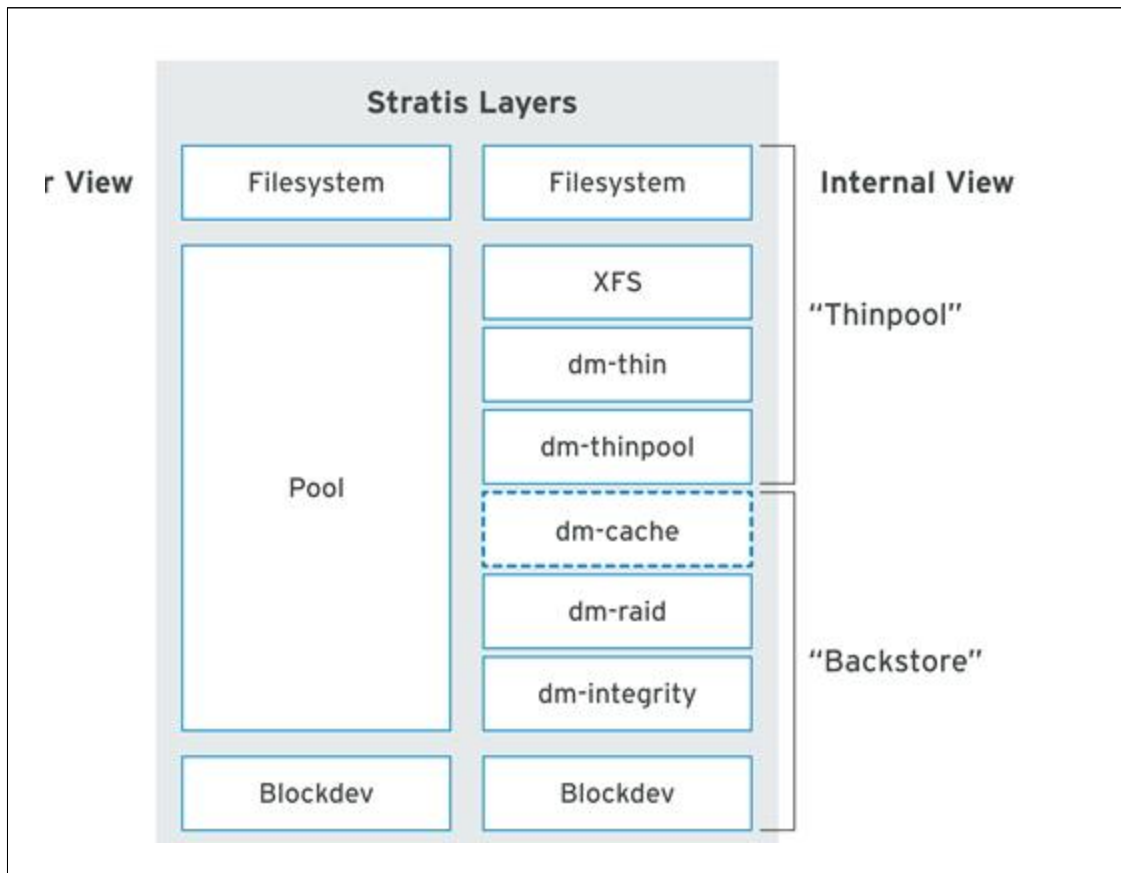 Stratis Layers
r View
Filesystem
Filesystem
Internal View
XFS
“Thinpool”
dm-thin
dm-thinpool
Pool
dm-cache
dm-raid
“Backstore”
dm-integrity
Blockdev
Blockdev